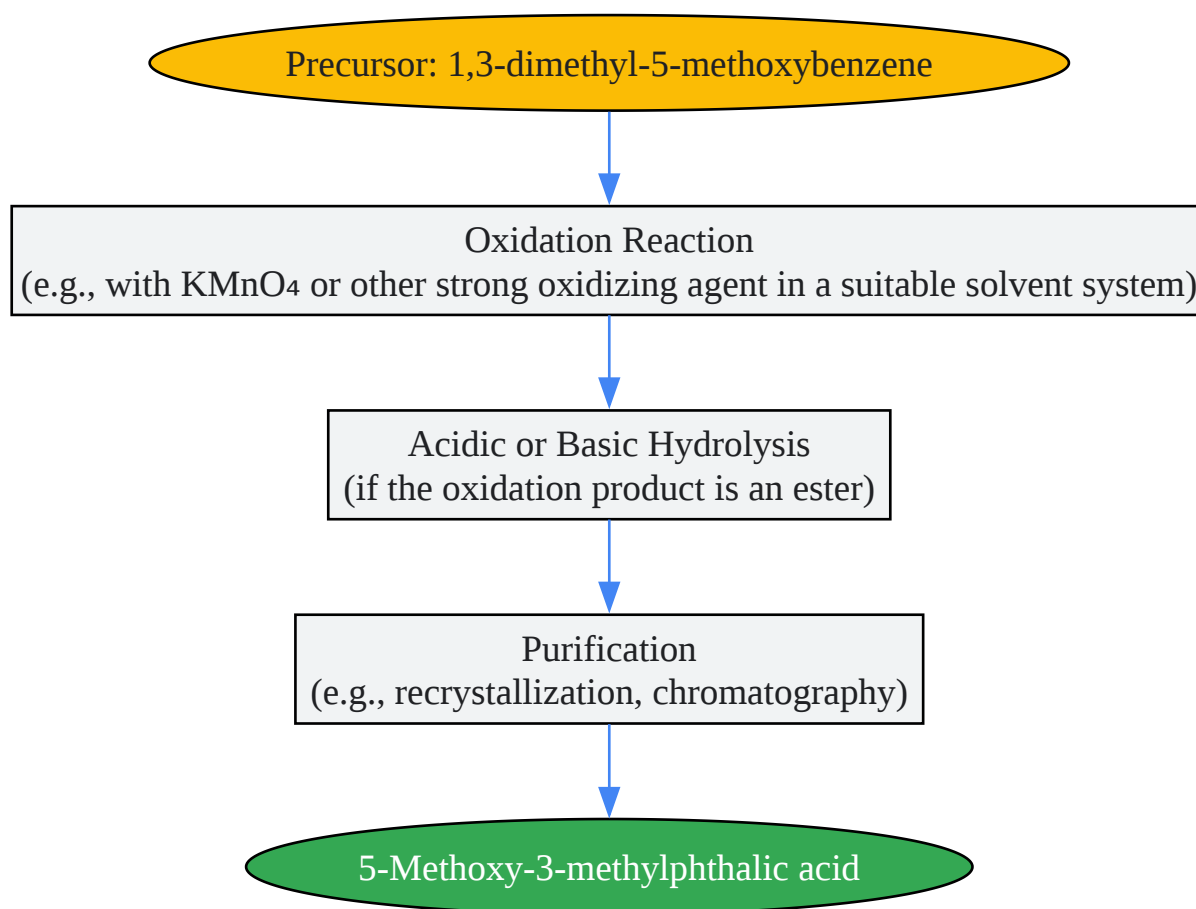 Precursor: 1,3-dimethyl-5-methoxybenzene
Oxidation Reaction
(e.g., with KMnO₄ or other strong oxidizing agent in a suitable solvent system)
Acidic or Basic Hydrolysis
(if the oxidation product is an ester)
Purification
(e.g., recrystallization, chromatography)
5-Methoxy-3-methylphthalic acid